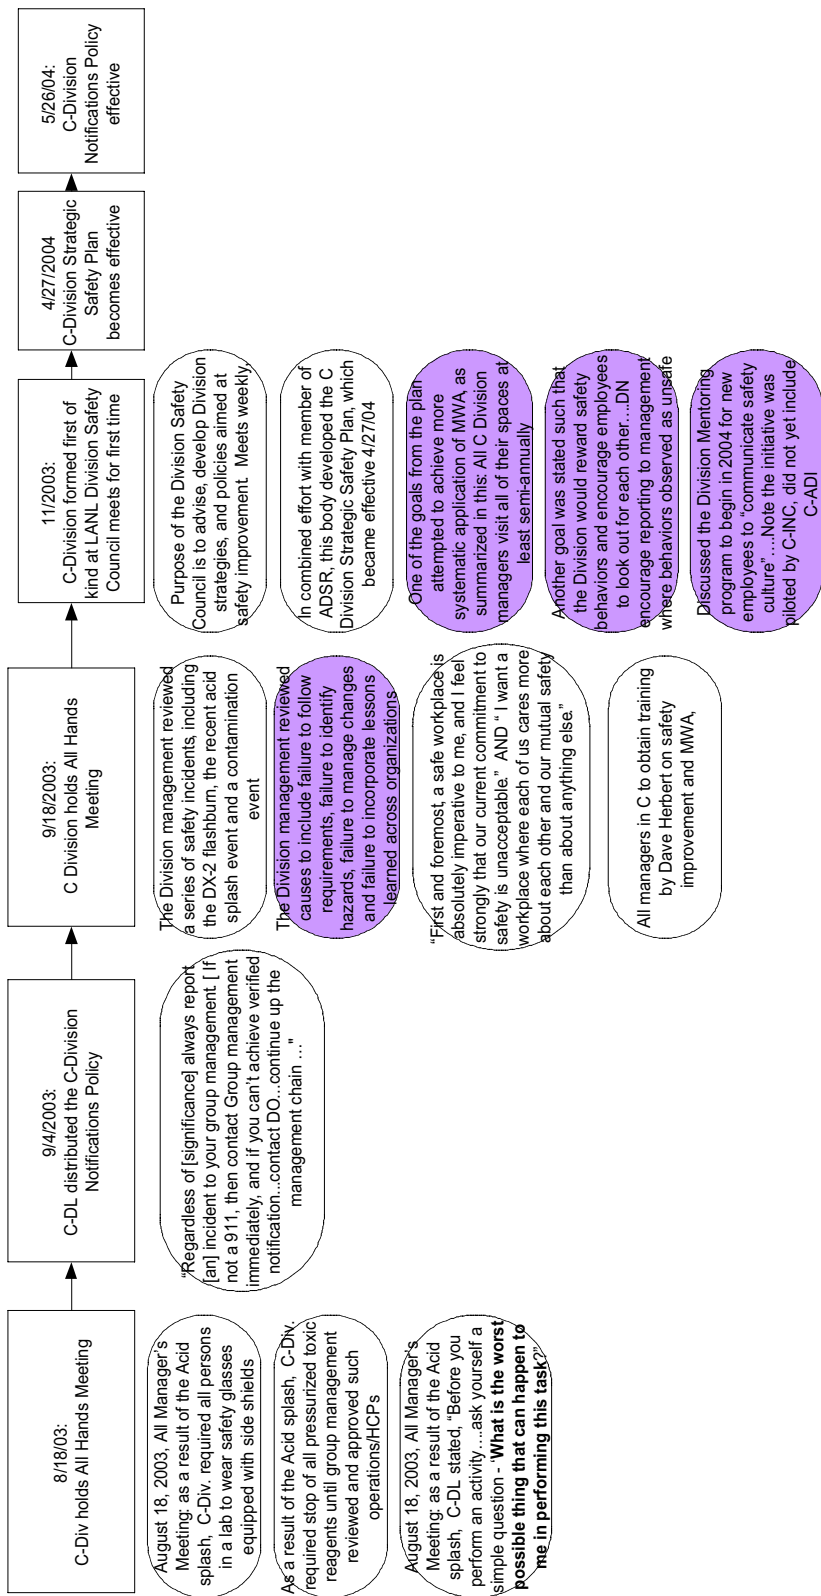 8/18/03:
C-Div holds All Hands Meeting
9/4/2003:
C-DL distributed the C-Division
Notifications Policy
9/18/2003:
C Division holds All Hands
Meeting
11/2003:
C-Division formed first of
kind at LANL Division Safety
Council meets for first time
4/27/2004
C-Division Strategic
Safety Plan
becomes effective
5/26/04:
C-Division
Notifications Policy
effective
August 18, 2003, All Manager's
Meeting: as a result of the Acid
splash, C-Div. required all persons
in a lab to wear safety glasses
equipped with side shields
As a result of the Acid splash, C-Div.
required stop of all pressurized toxic
reagents until group management
reviewed and approved such
operations/HCPs
August 18, 2003, All Manager's
Meeting: as a result of the Acid
splash, C-DL stated, "Before you
perform an activity....ask yourself a
simple question - 'What is the worst
possible thing that can happen to
me in performing this task?"
"Regardless of [significance] always report
[an] incident to your group management. [ If
not a 911, then contact Group management
immediately, and if you can't achieve verified
notification...contact DO...continue up the
management chain ..."
The Division management reviewed
a series of safety incidents, including
the DX-2 flashburn, the recent acid
splash event and a contamination
event
The Division management reviewed
causes to include failure to follow
requirements, failure to identify
hazards, failure to manage changes
and failure to incorporate lessons
learned across organizations
"First and foremost, a safe workplace is
absolutely imperative to me, and I feel
strongly that our current commitment to
safety is unacceptable." AND " I want a
workplace where each of us cares more
about each other and our mutual safety
than about anything else."
All managers in C to obtain training
by Dave Herbert on safety
improvement and MWA,
Purpose of the Division Safety
Council is to advise, develop Division
strategies, and policies aimed at
safety improvement. Meets weekly,
In combined effort with member of
ADSR, this body developed the C
Division Strategic Safety Plan, which
became effective 4/27/04
One of the goals from the plan
attempted to achieve more
systematic application of MWA, as
summarized in this: All C Division
managers visit all of their spaces at
least semi-annually
Another goal was stated such that
the Division would reward safety
behaviors and encourage employees
to look out for each other....DN
encourage reporting to management
where behaviors observed as unsafe
Discussed the Division Mentoring
program to begin in 2004 for new
employees to "communicate safety
culture"....Note the initiative was
piloted by C-INC, did not yet include
C-ADI